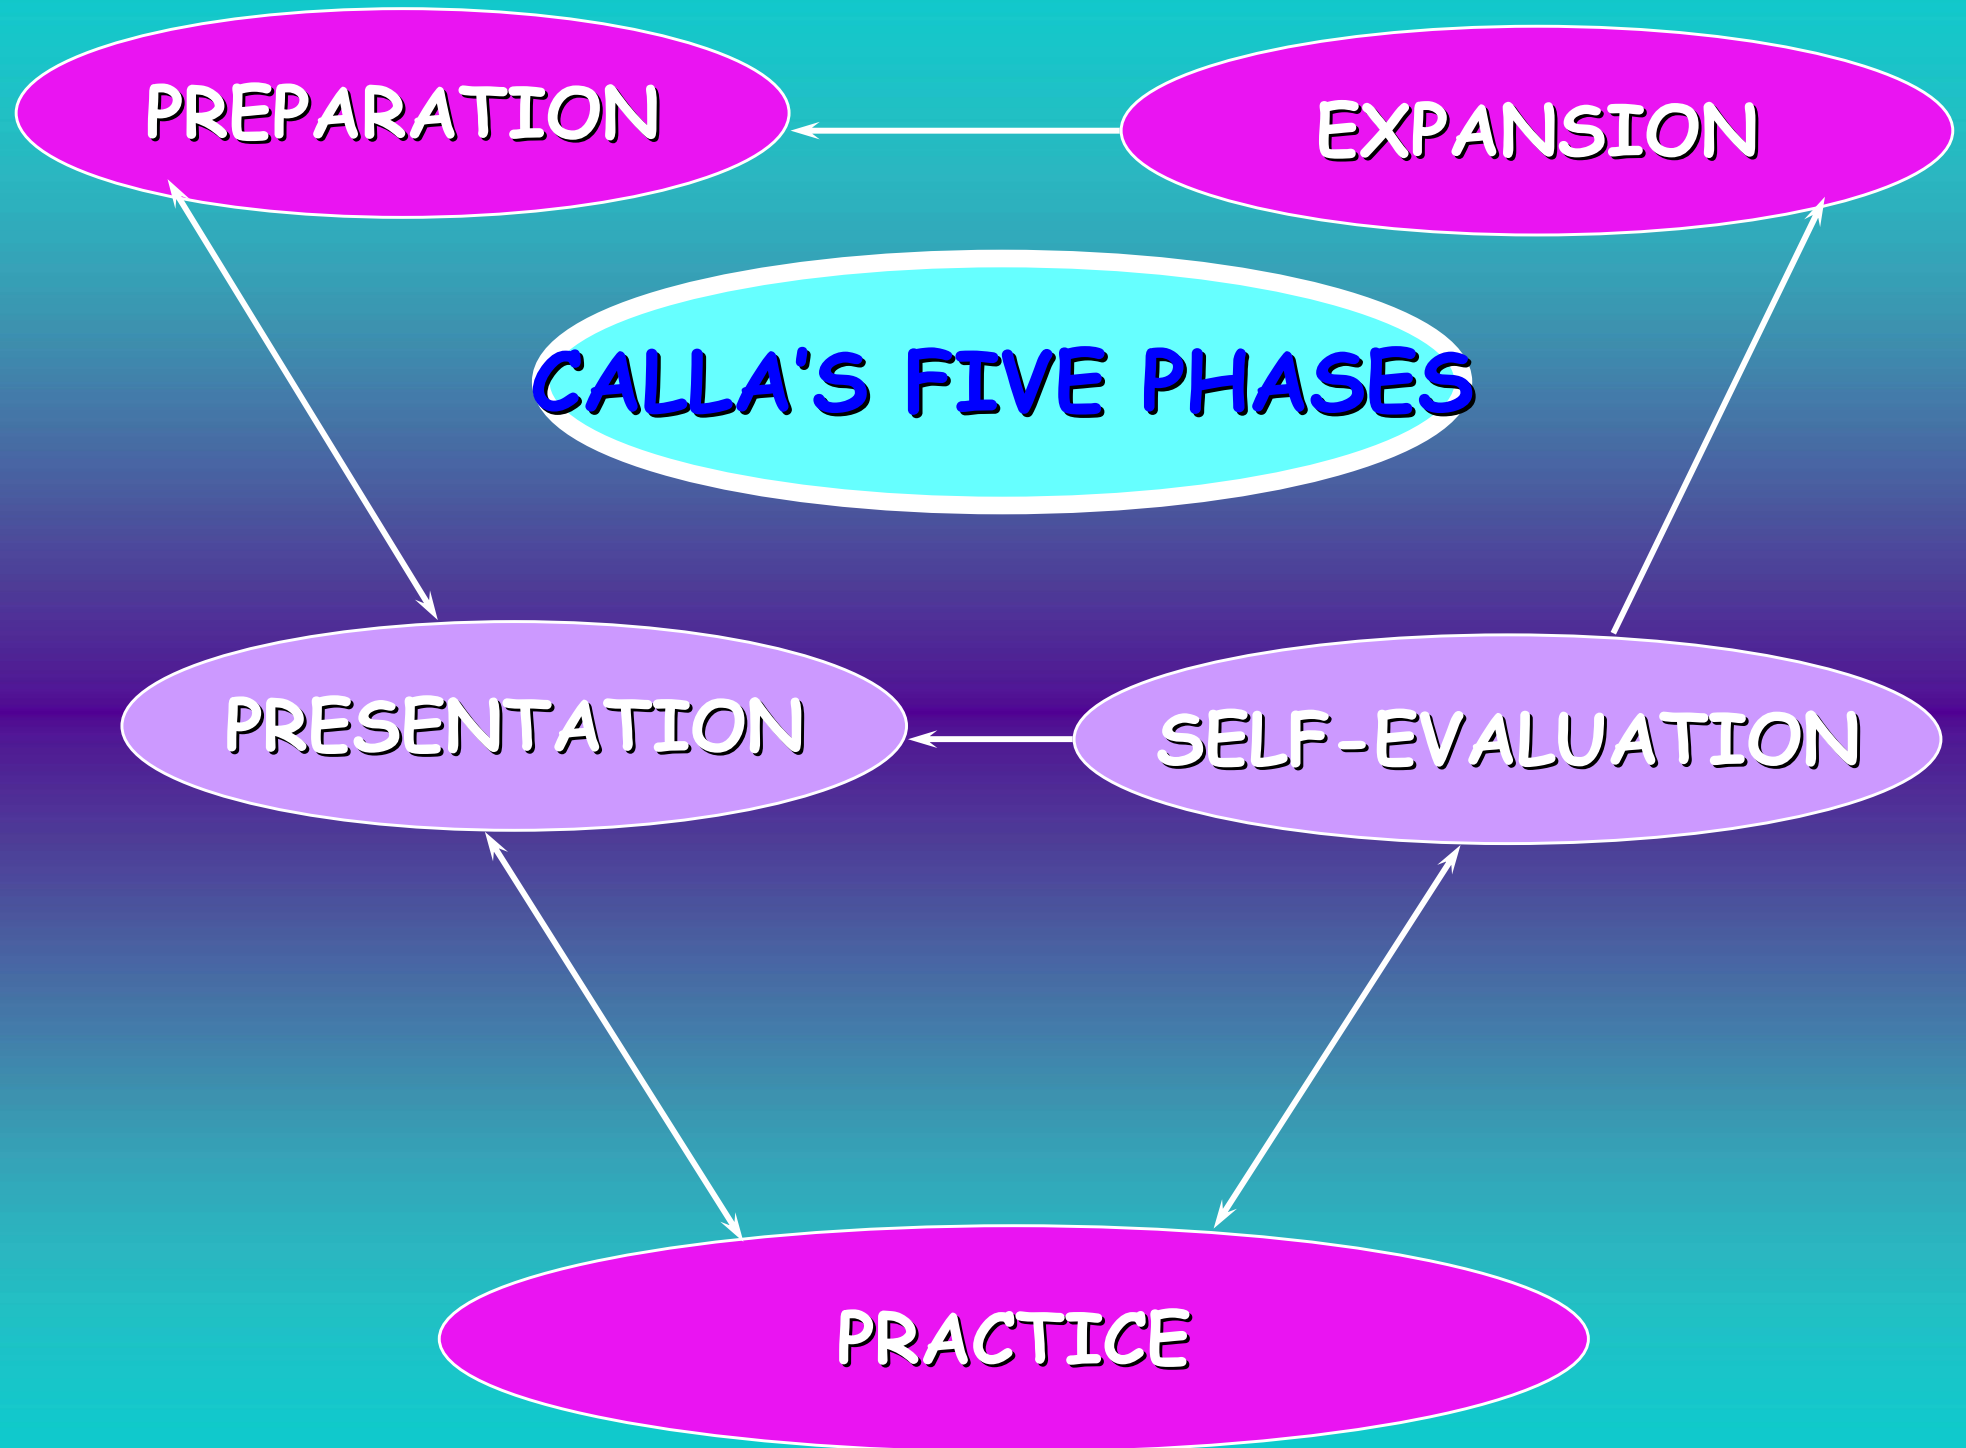 PREPARATION
EXPANSION
CALLA'S FIVE PHASES
PRESENTATION
SELF-EVALUATION
PRACTICE